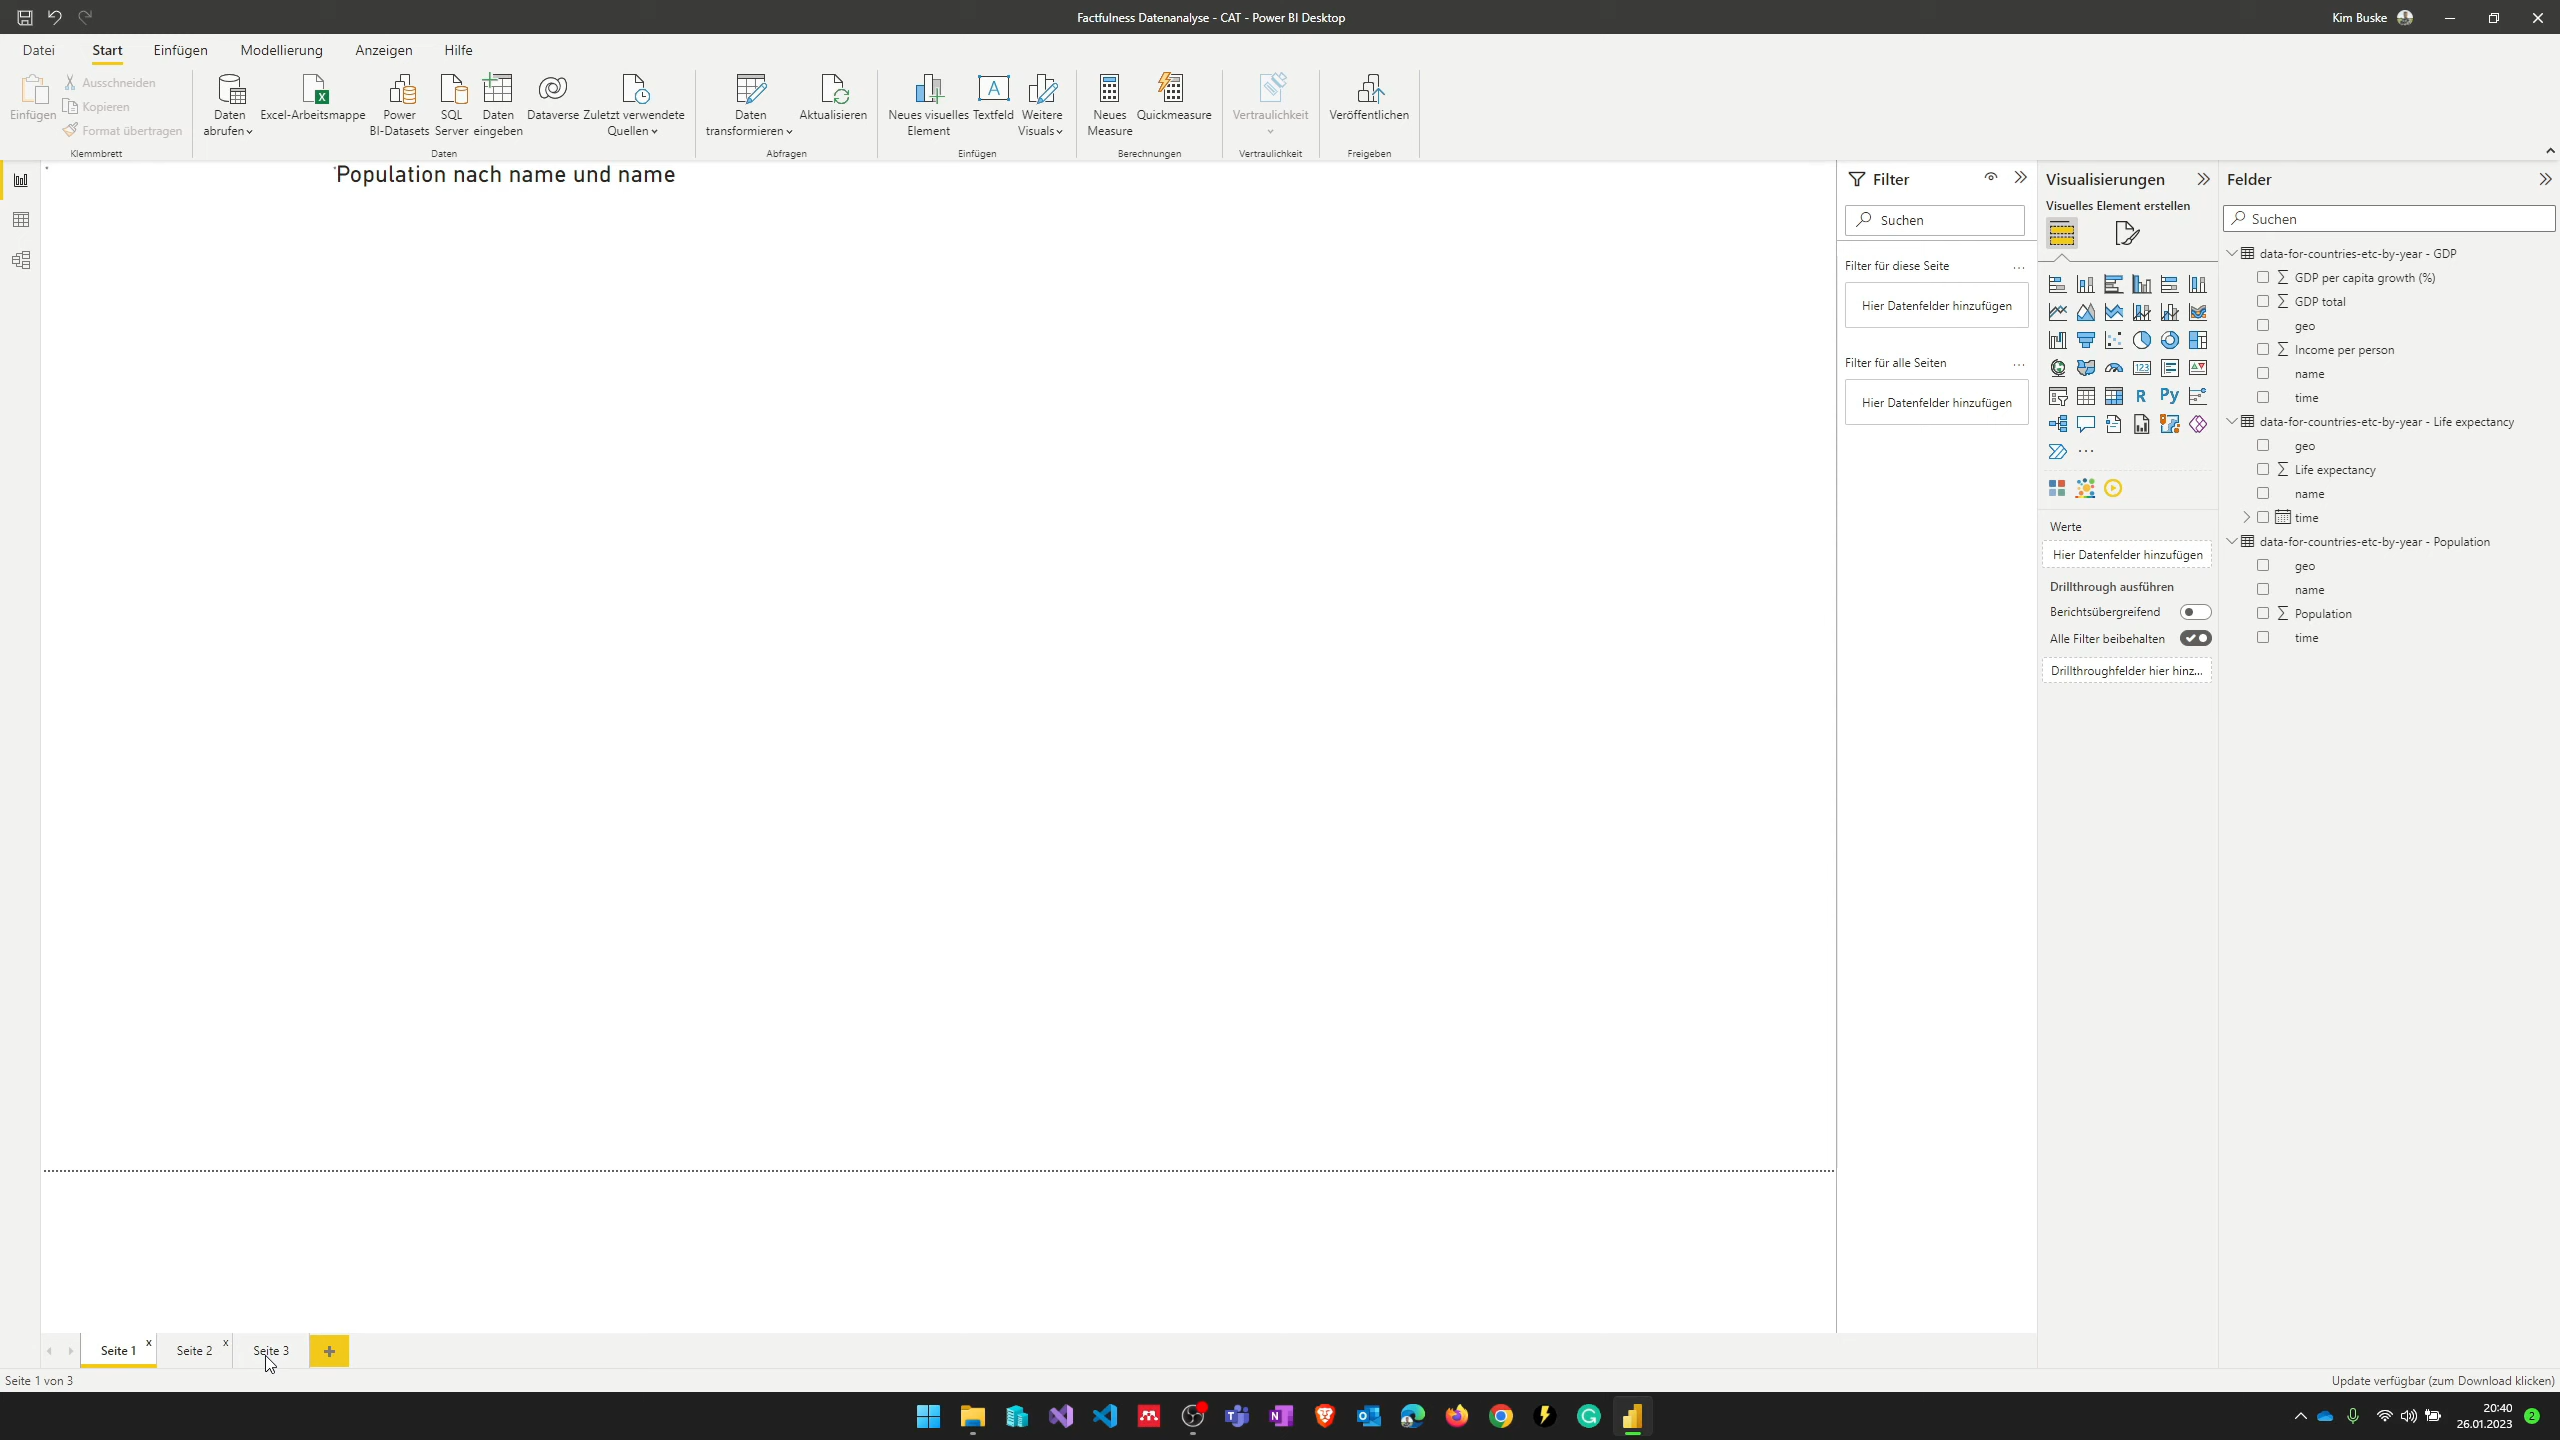 Factfulness Datenanalyse - CAT - Power BI Desktop
Kim Buske
Datei Start Einfügen Modellierung Anzeigen Hilfe
Einfügen
Ausschneiden
Kopieren
Format übertragen
Klemmbrett
Daten
abrufen
Excel-Arbeitsmappe
Power
BI-Datasets
SQL
Server
Daten
eingeben
Dataverse
Zuletzt verwendete
Quellen
Daten
Daten
transformieren
Aktualisieren
Abfragen
Neues visuelles
Element
Textfeld
Weitere
Visuals
Einfügen
Neues
Measure
Quickmeasure
Berechnungen
Vertraulichkeit
Vertraulichkeit
Veröffentlichen
Freigeben
Population nach name und name
Filter
Suchen
Filter für diese Seite ...
Hier Datenfelder hinzufügen
Filter für alle Seiten ...
Hier Datenfelder hinzufügen
Visualisierungen
Visuelles Element erstellen
123
R
Py
...
Werte
Hier Datenfelder hinzufügen
Drillthrough ausführen
Berichtsübergreifend
Alle Filter beibehalten
Drillthroughfelder hier hinz...
Felder
Suchen
data-for-countries-etc-by-year - GDP
∑ GDP per capita growth (%)
∑ GDP total
geo
∑ Income per person
name
time
data-for-countries-etc-by-year - Life expectancy
geo
∑ Life expectancy
name
time
data-for-countries-etc-by-year - Population
geo
name
∑ Population
time
Seite 1 x Seite 2 x Seite 3 +
Seite 1 von 3
Update verfügbar (zum Download klicken)
20:40
26.01.2023
2